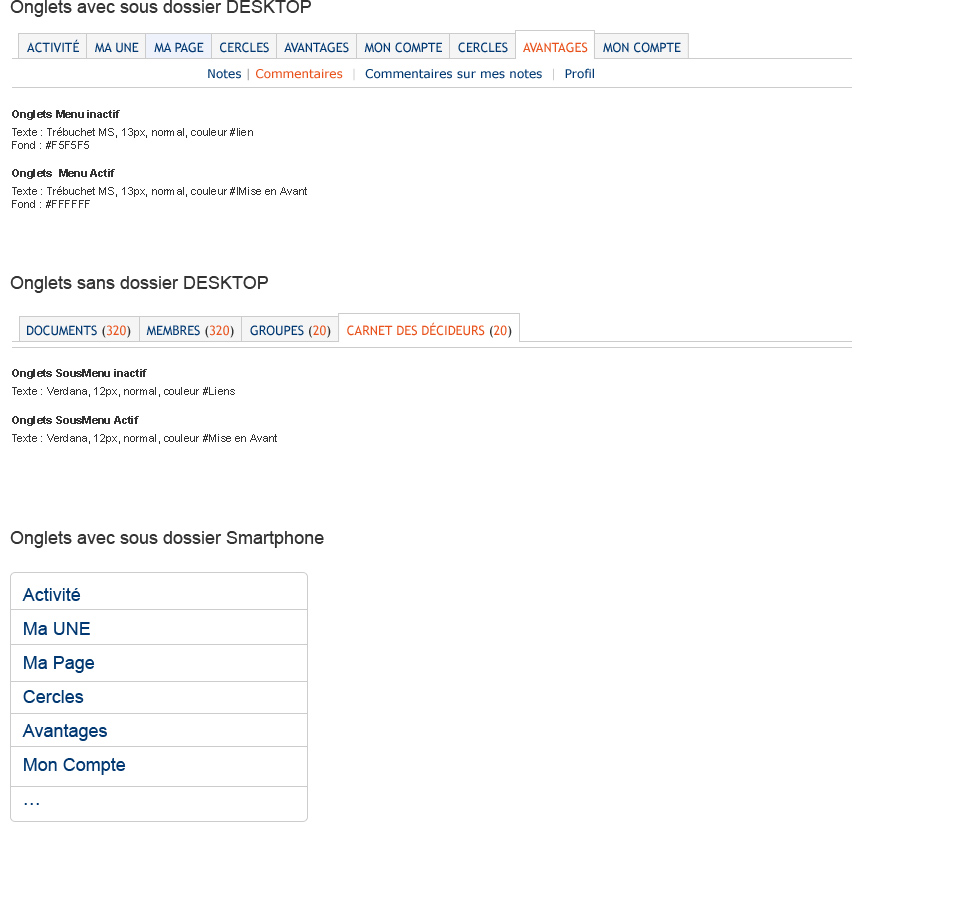 Onglets avec sous dossier DESKTOP
ACTIVITÉ MA UNE MA PAGE CERCLES AVANTAGES MON COMPTE CERCLES AVANTAGES MON COMPTE
Notes | Commentaires | Commentaires sur mes notes | Profil
Onglets Menu inactif
Texte : Trébuchet MS, 13px, normal, couleur #lien
Fond : #F5F5F5
Onglets Menu Actif
Texte : Trébuchet MS, 13px, normal, couleur #lMise en Avant
Fond : #FFFFFF
Onglets sans dossier DESKTOP
DOCUMENTS (320) MEMBRES (320) GROUPES (20) CARNET DES DÉCIDEURS (20)
Onglets SousMenu inactif
Texte : Verdana, 12px, normal, couleur #Liens
Onglets SousMenu Actif
Texte : Verdana, 12px, normal, couleur #Mise en Avant
Onglets avec sous dossier Smartphone
Activité
Ma UNE
Ma Page
Cercles
Avantages
Mon Compte
...